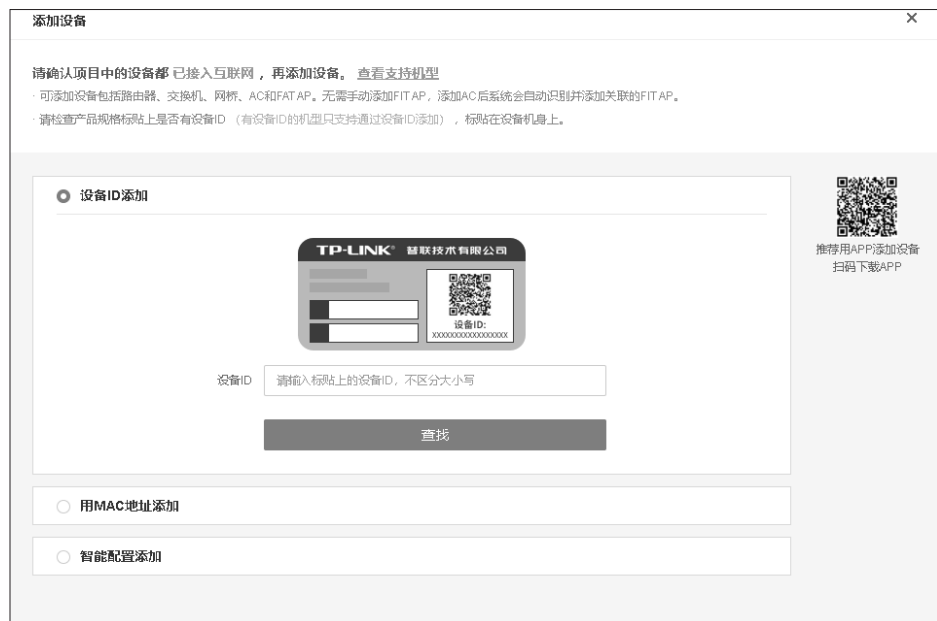 添加设备
×
请确认项目中的设备都 已接入互联网 ，再添加设备。 查看支持机型
· 可添加设备包括路由器、交换机、网桥、AC和FAT AP。无需手动添加FIT AP，添加AC后系统会自动识别并添加关联的FIT AP。
· 请检查产品规格标贴上是否有设备ID （有设备ID的机型只支持通过设备ID添加） ，标贴在设备机身上。
设备ID添加
TP-LINK® 普联技术有限公司
设备ID:
XXXXXXXXXXXXXXXXX
设备ID
请输入标贴上的设备ID，不区分大小写
查找
用MAC地址添加
智能配置添加
推荐用APP添加设备
扫码下载APP